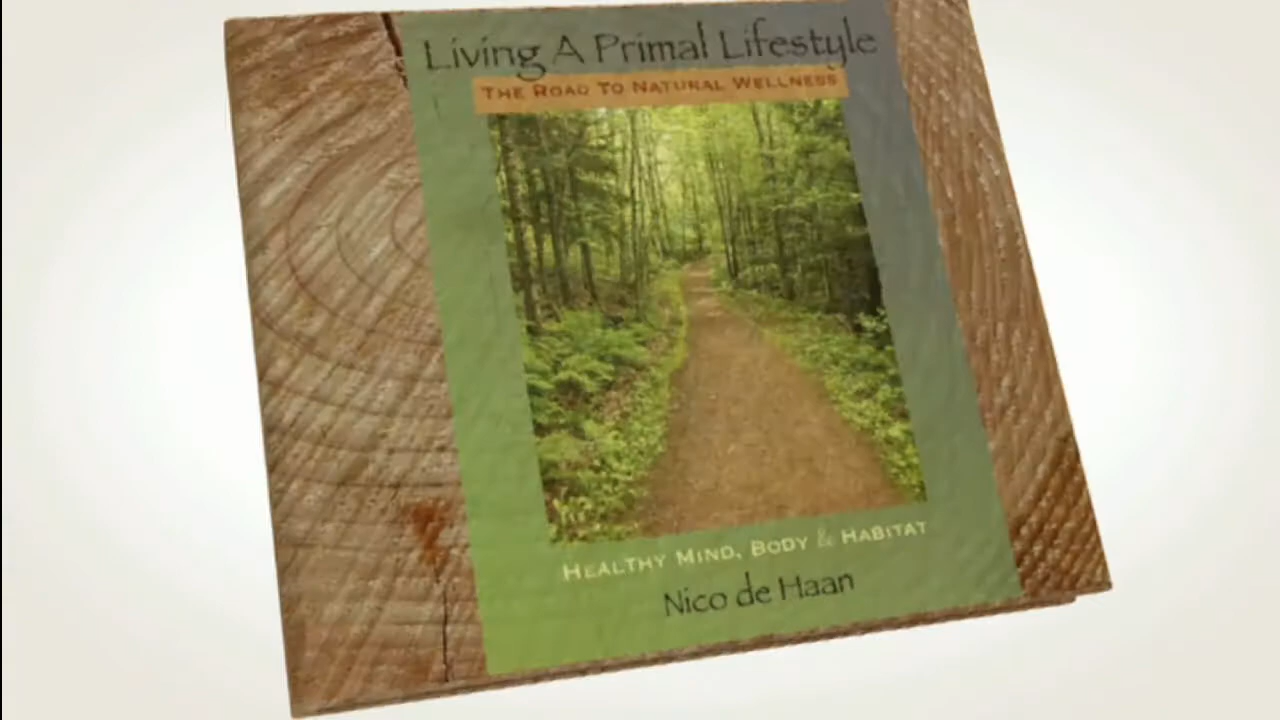 Living A Primal Lifestyle
The Road To Natural Wellness
Healthy Mind, Body & Habitat
Nico de Haan